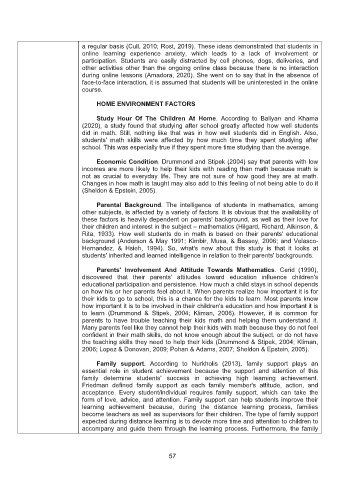 a regular basis (Cull, 2010; Rost, 2019). These ideas demonstrated that students in
online learning experience anxiety, which leads to a lack of involvement or
participation. Students are easily distracted by cell phones, dogs, deliveries, and
other activities other than the ongoing online class because there is no interaction
during online lessons (Amadora, 2020). She went on to say that in the absence of
face-to-face interaction, it is assumed that students will be uninterested in the online
course.
HOME ENVIRONMENT FACTORS
Study Hour Of The Children At Home. According to Baliyan and Khama
(2020), a study found that studying after school greatly affected how well students
did in math. Still, nothing like that was in how well students did in English. Also,
students' math skills were affected by how much time they spent studying after
school. This was especially true if they spent more time studying than the average.
Economic Condition. Drummond and Stipek (2004) say that parents with low
incomes are more likely to help their kids with reading than math because math is
not as crucial to everyday life. They are not sure of how good they are at math.
Changes in how math is taught may also add to this feeling of not being able to do it
(Sheldon & Epstein, 2005).
Parental Background. The intelligence of students in mathematics, among
other subjects, is affected by a variety of factors. It is obvious that the availability of
these factors is heavily dependent on parents' background, as well as their love for
their children and interest in the subject – mathematics (Hilgard, Richard, Atkinson, &
Rita, 1933). How well students do in math is based on their parents' educational
background (Anderson & May 1991; Kimbir, Musa, & Bassey, 2006; and Velasco-
Hernandez, & Hsieh, 1994). So, what's new about this study is that it looks at
students' inherited and learned intelligence in relation to their parents' backgrounds.
Parents' Involvement And Attitude Towards Mathematics. Cerid (1990),
discovered that their parents' attitudes toward education influence children's
educational participation and persistence. How much a child stays in school depends
on how his or her parents feel about it. When parents realize how important it is for
their kids to go to school, this is a chance for the kids to learn. Most parents know
how important it is to be involved in their children's education and how important it is
to learn (Drummond & Stipek, 2004; Kliman, 2006). However, it is common for
parents to have trouble teaching their kids math and helping them understand it.
Many parents feel like they cannot help their kids with math because they do not feel
confident in their math skills, do not know enough about the subject, or do not have
the teaching skills they need to help their kids (Drummond & Stipek, 2004; Kliman,
2006; Lopez & Donovan, 2009; Pohan & Adams, 2007; Sheldon & Epstein, 2005).
Family support. According to Nurkholis (2013), family support plays an
essential role in student achievement because the support and attention of this
family determine students' success in achieving high learning achievement.
Friedman defined family support as each family member's attitude, action, and
acceptance. Every student/individual requires family support, which can take the
form of love, advice, and attention. Family support can help students improve their
learning achievement because, during the distance learning process, families
become teachers as well as supervisors for their children. The type of family support
expected during distance learning is to devote more time and attention to children to
accompany and guide them through the learning process. Furthermore, the family
57